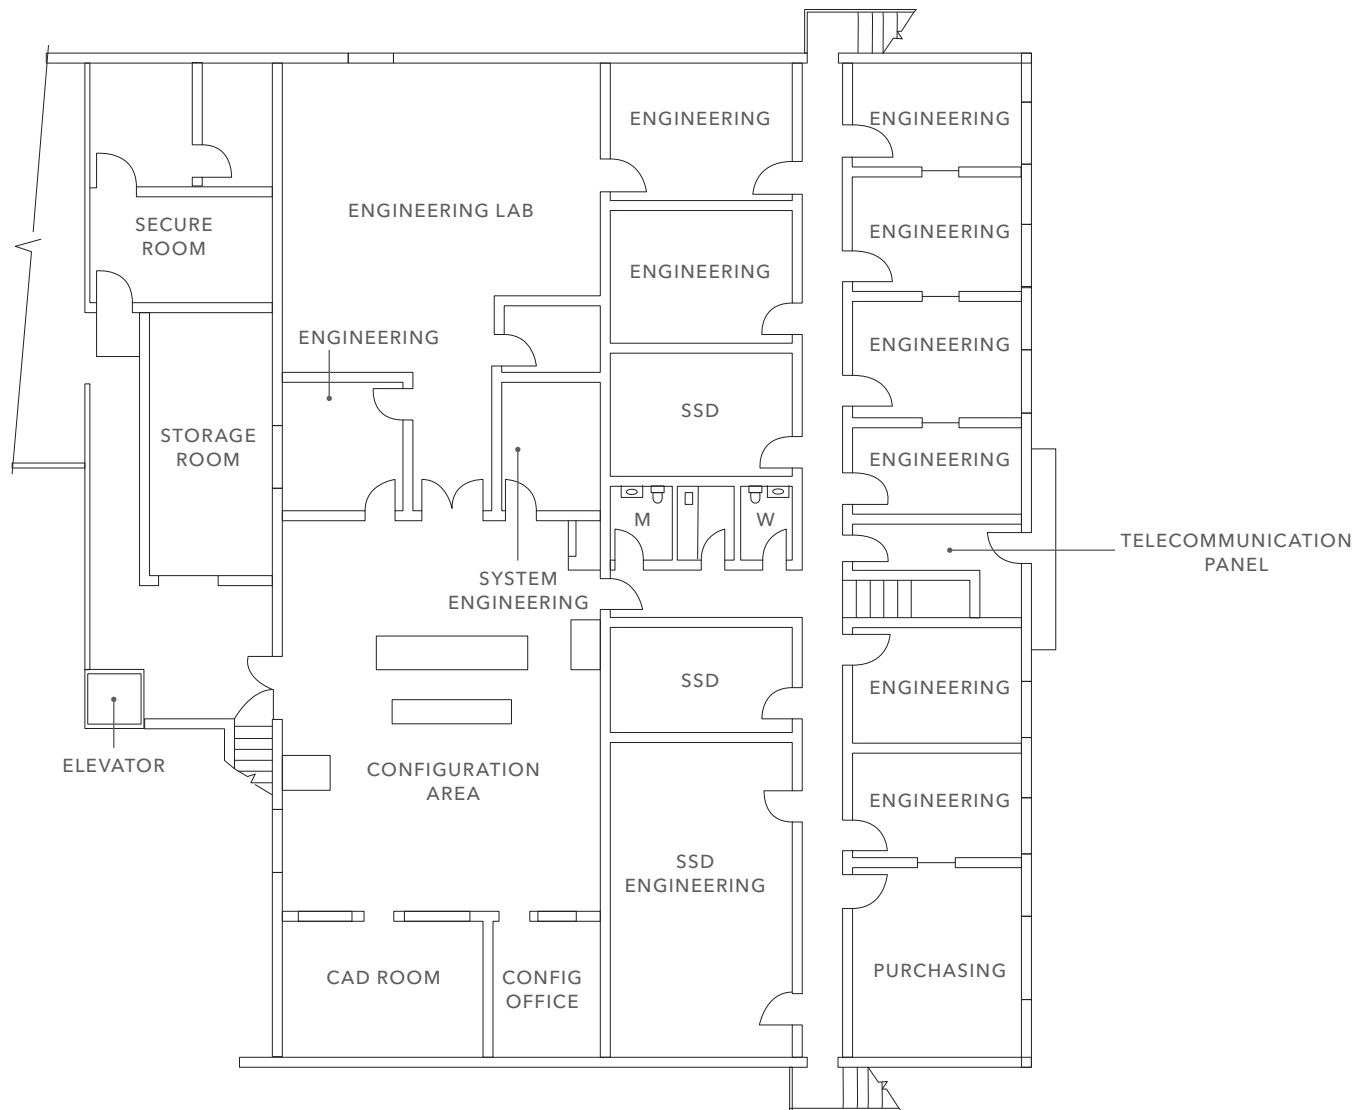 ENGINEERING
ENGINEERING
ENGINEERING LAB
SECURE
ROOM
ENGINEERING
ENGINEERING
ENGINEERING
ENGINEERING
SSD
STORAGE
ROOM
ENGINEERING
M
W
TELECOMMUNICATION
PANEL
SYSTEM
ENGINEERING
SSD
ENGINEERING
ELEVATOR
CONFIGURATION
AREA
ENGINEERING
SSD
ENGINEERING
CAD ROOM
CONFIG
OFFICE
PURCHASING